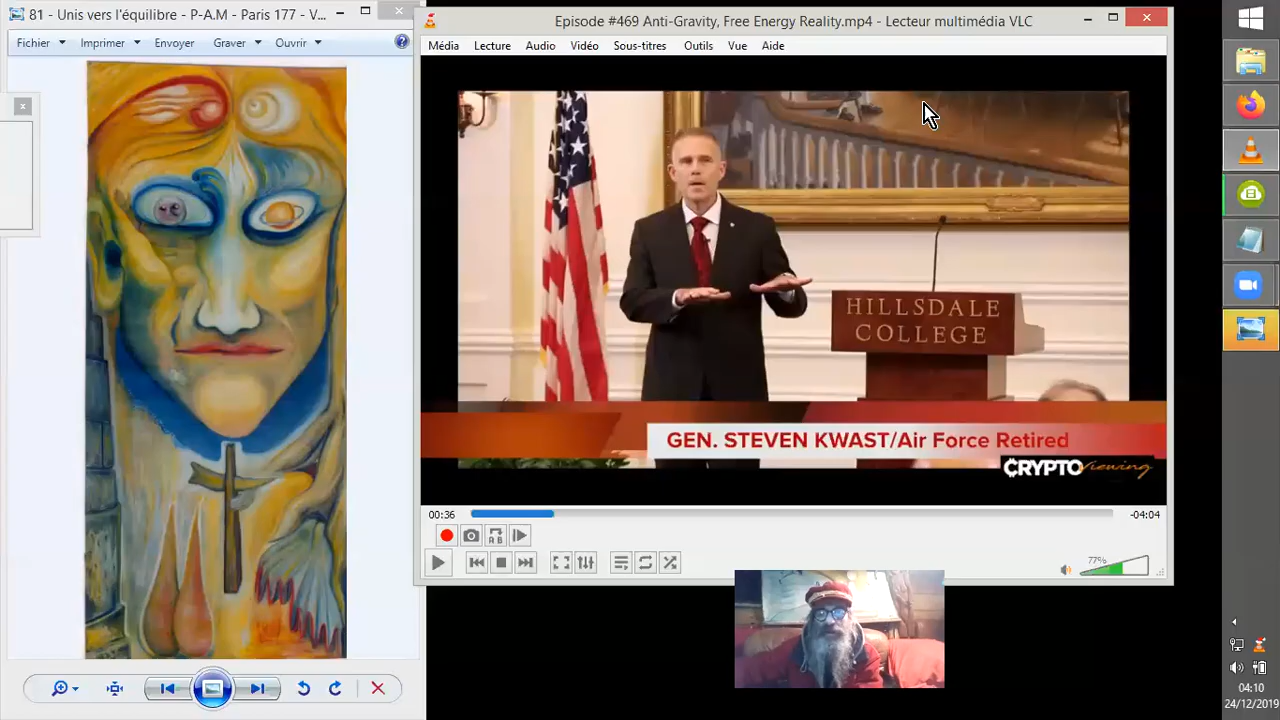 81 - Unis vers l'équilibre - P-A-M - Paris 177 - V...
Fichier Imprimer Envoyer Graver Ouvrir
Episode #469 Anti-Gravity, Free Energy Reality.mp4 - Lecteur multimédia VLC
Média Lecture Audio Vidéo Sous-titres Outils Vue Aide
HILLSDALE
COLLEGE
GEN. STEVEN KWAST/Air Force Retired
CRYPTO Viewing
00:36
-04:04
77%
04:10
24/12/2019